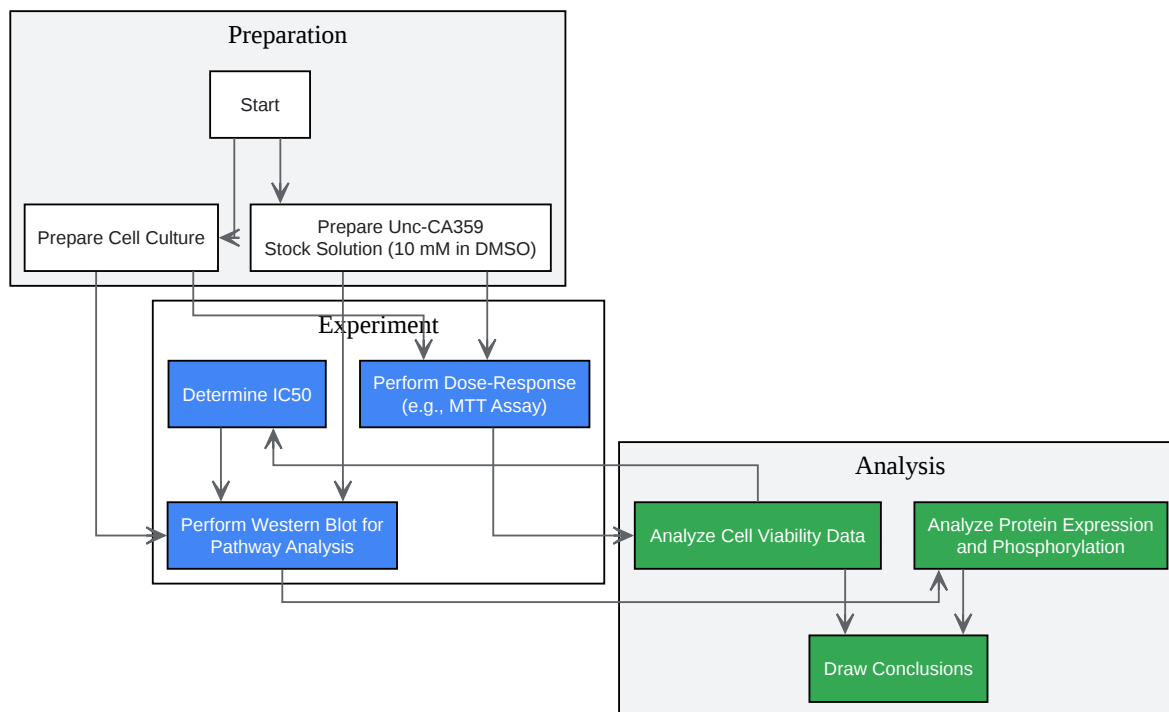 Preparation
Start
Prepare Cell Culture
Prepare Unc-CA359
Stock Solution (10 mM in DMSO)
Experiment
Determine IC50
Perform Dose-Response
(e.g., MTT Assay)
Perform Western Blot for
Pathway Analysis
Analysis
Analyze Cell Viability Data
Analyze Protein Expression
and Phosphorylation
Draw Conclusions